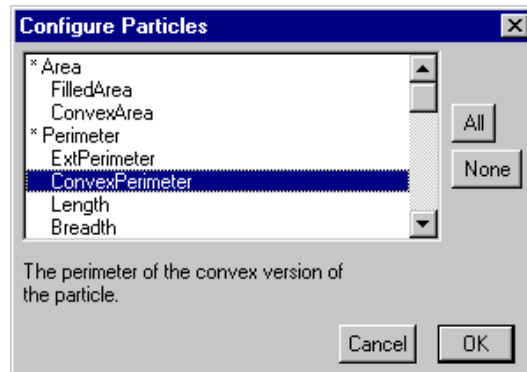 Configure Particles
* Area
FilledArea
ConvexArea
* Perimeter
ExtPerimeter
ConvexPerimeter
Length
Breadth
All
None
The perimeter of the convex version of
the particle.
Cancel
OK